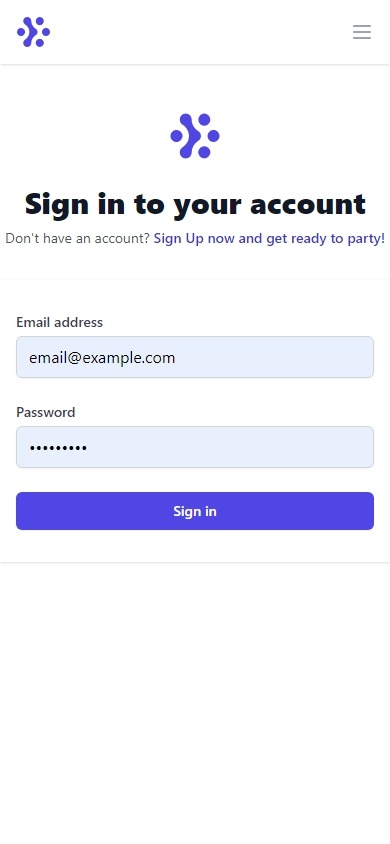 Sign in to your account
Don't have an account? Sign Up now and get ready to party!
Email address
email@example.com
Password
•••••••••
Sign in